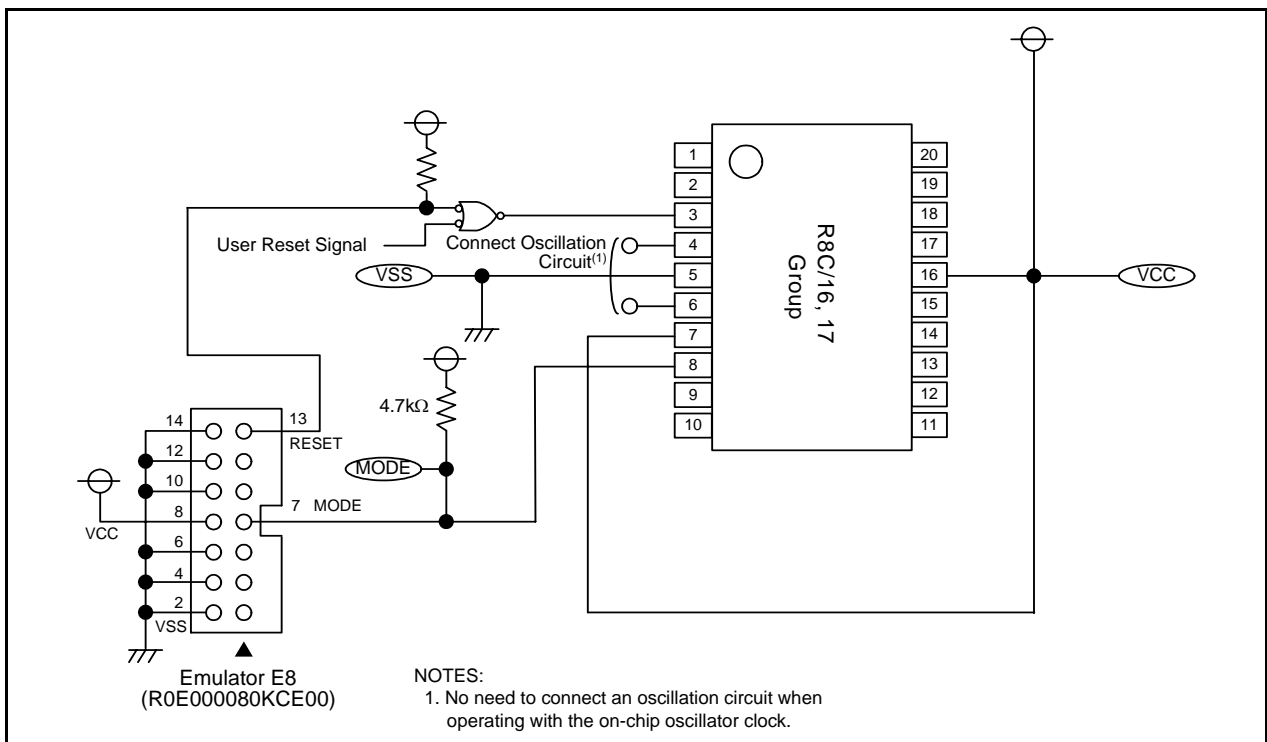 1
2
3
4
5
6
7
8
9
10
20
19
18
17
16
15
14
13
12
11
R8C/16, 17
Group
User Reset Signal
Connect Oscillation
Circuit(1)
VSS
VCC
4.7kΩ
MODE
14
12
10
8
6
4
2
13
RESET
7 MODE
VCC
VSS
Emulator E8
(R0E000080KCE00)
NOTES:
1. No need to connect an oscillation circuit when
operating with the on-chip oscillator clock.